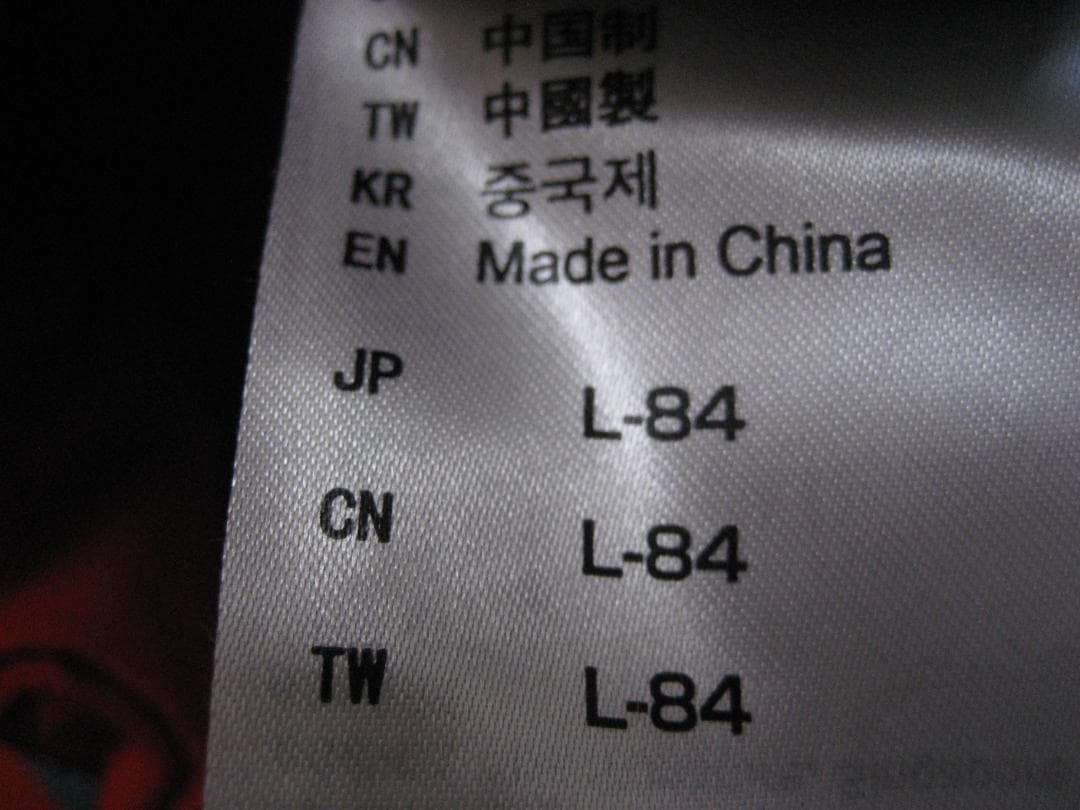 CN 中国制
TW 中國製
KR 중국제
EN Made in China
JP L-84
CN L-84
TW L-84